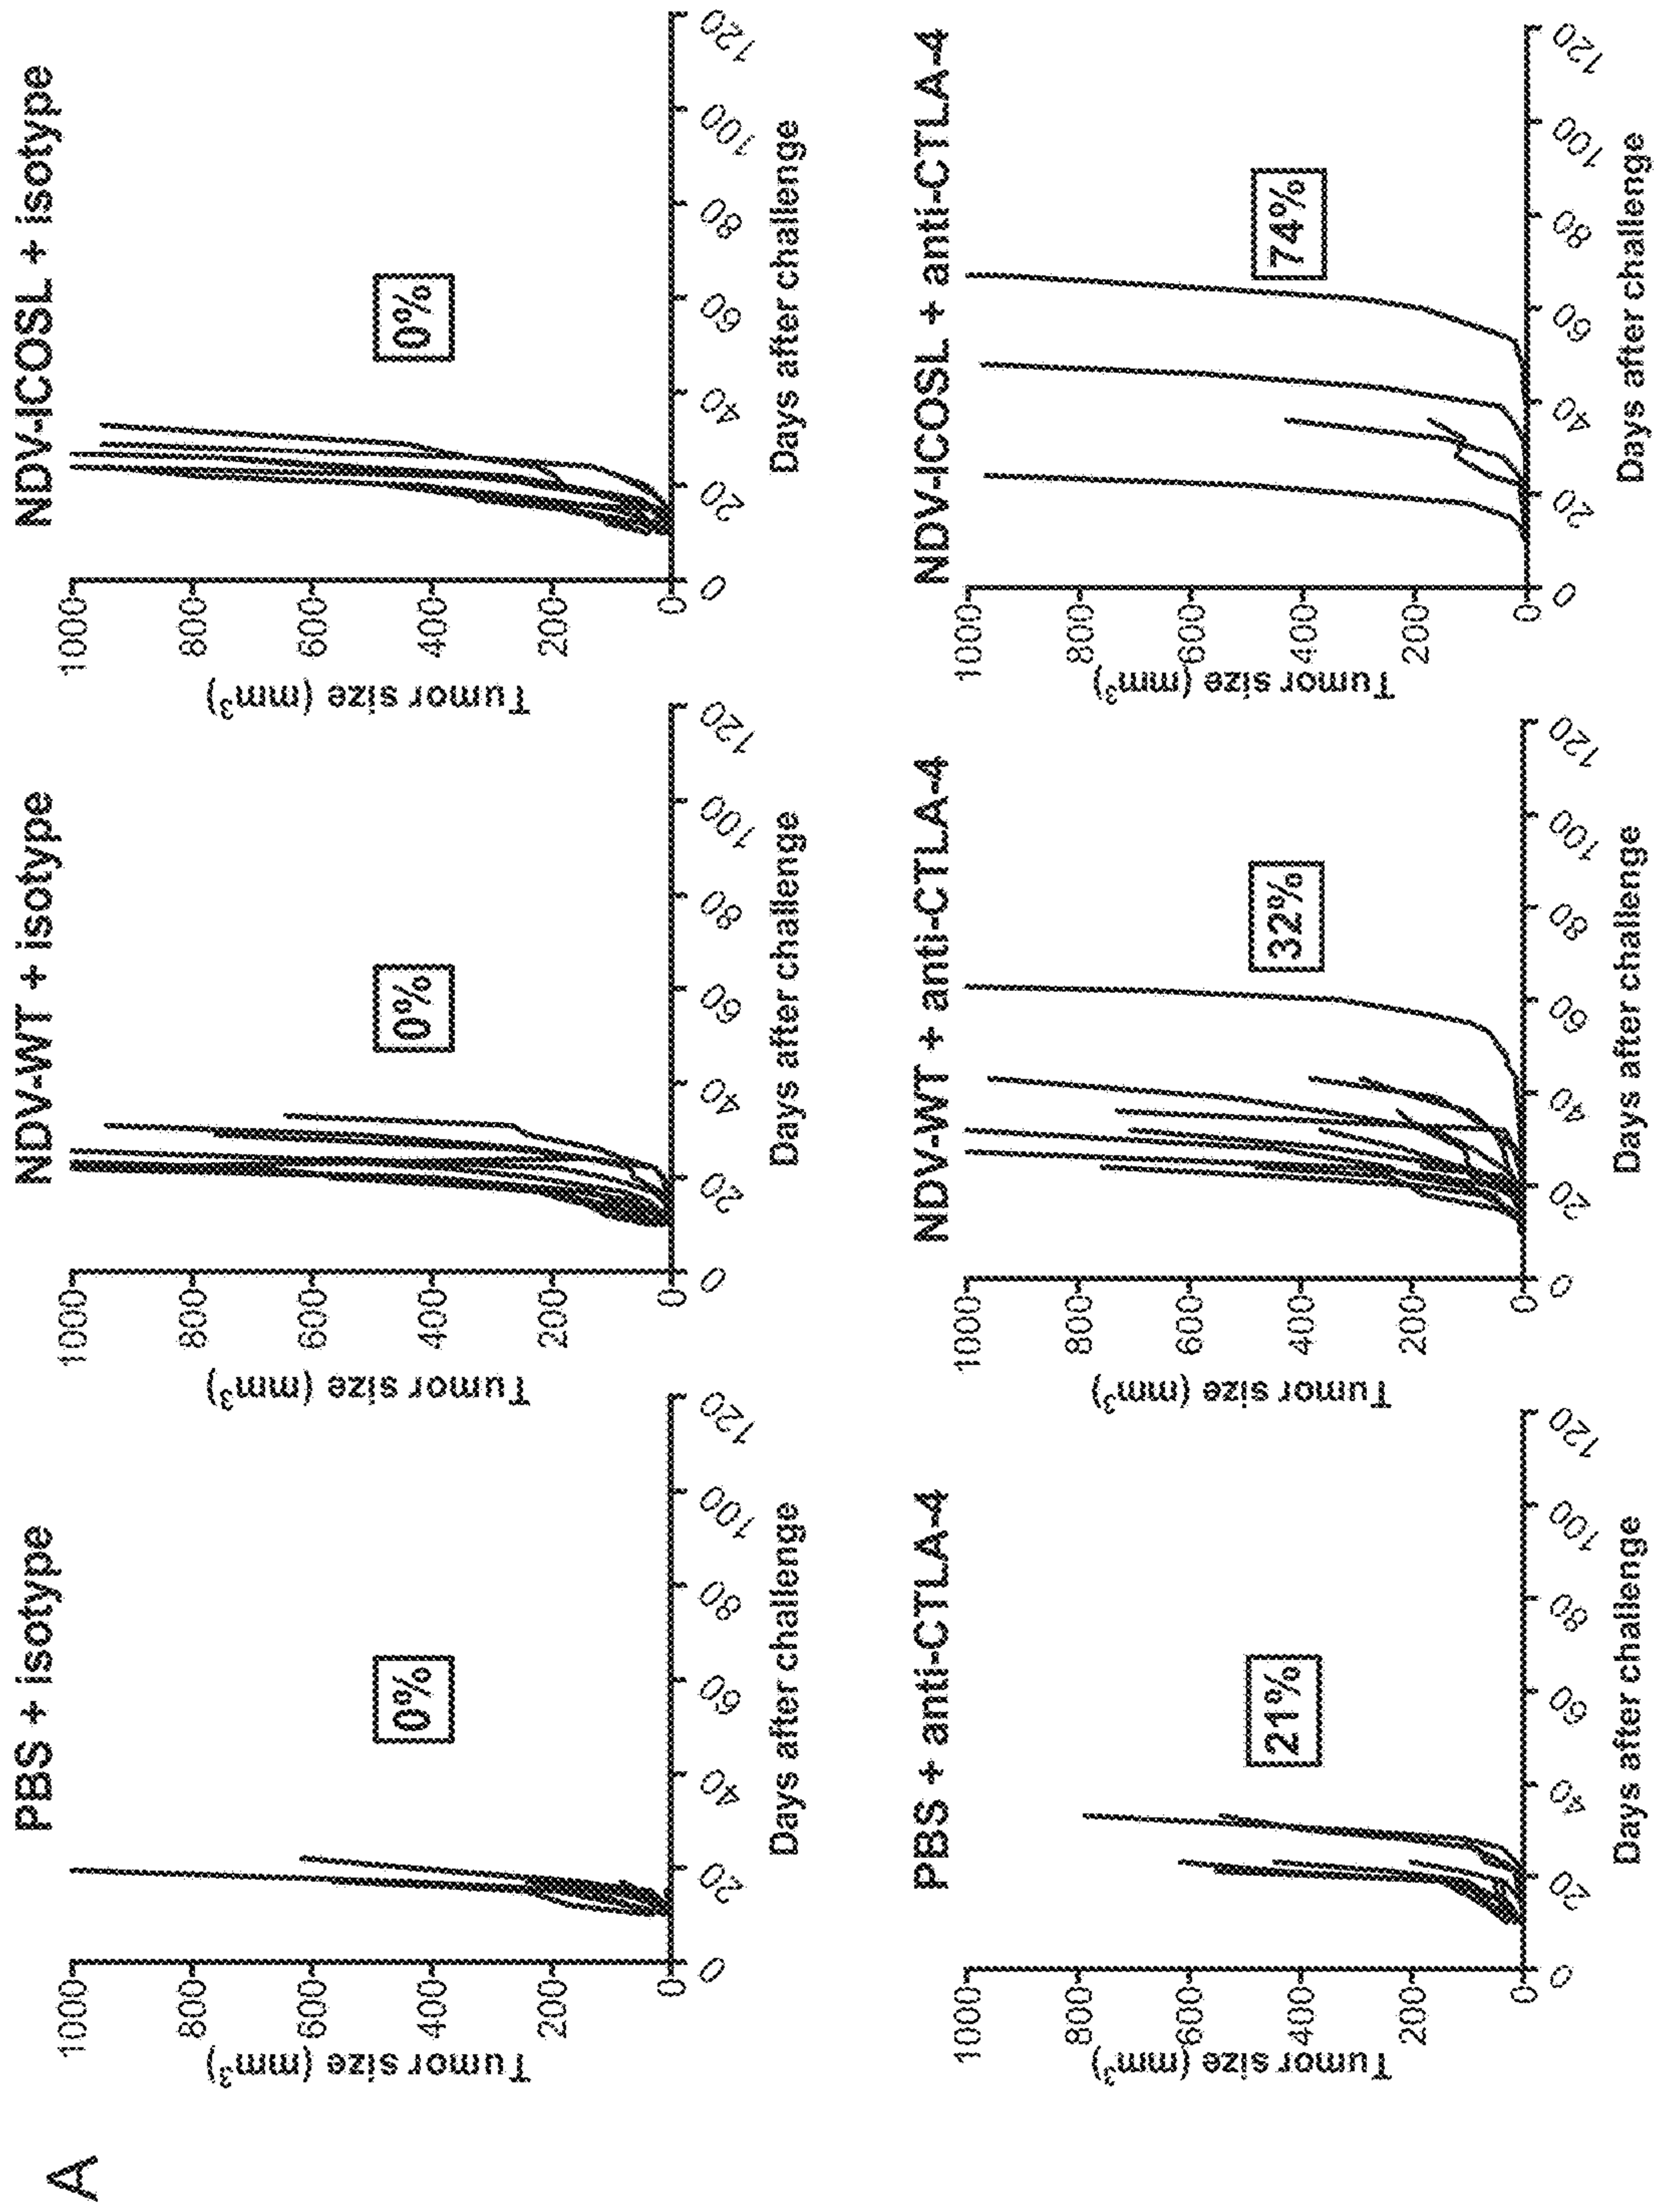 A
PBS + isotype
Tumor size (mm³)
1000
800
600
400
200
0
0%
0 20 40 60 80 100 120
Days after challenge
NDV-WT + isotype
Tumor size (mm³)
1000
800
600
400
200
0
0%
0 20 40 60 80 100 120
Days after challenge
NDV-ICOSL + isotype
Tumor size (mm³)
1000
800
600
400
200
0
0%
0 20 40 60 80 100 120
Days after challenge
PBS + anti-CTLA-4
Tumor size (mm³)
1000
800
600
400
200
0
21%
0 20 40 60 80 100 120
Days after challenge
NDV-WT + anti-CTLA-4
Tumor size (mm³)
1000
800
600
400
200
0
32%
0 20 40 60 80 100 120
Days after challenge
NDV-ICOSL + anti-CTLA-4
Tumor size (mm³)
1000
800
600
400
200
0
74%
0 20 40 60 80 100 120
Days after challenge